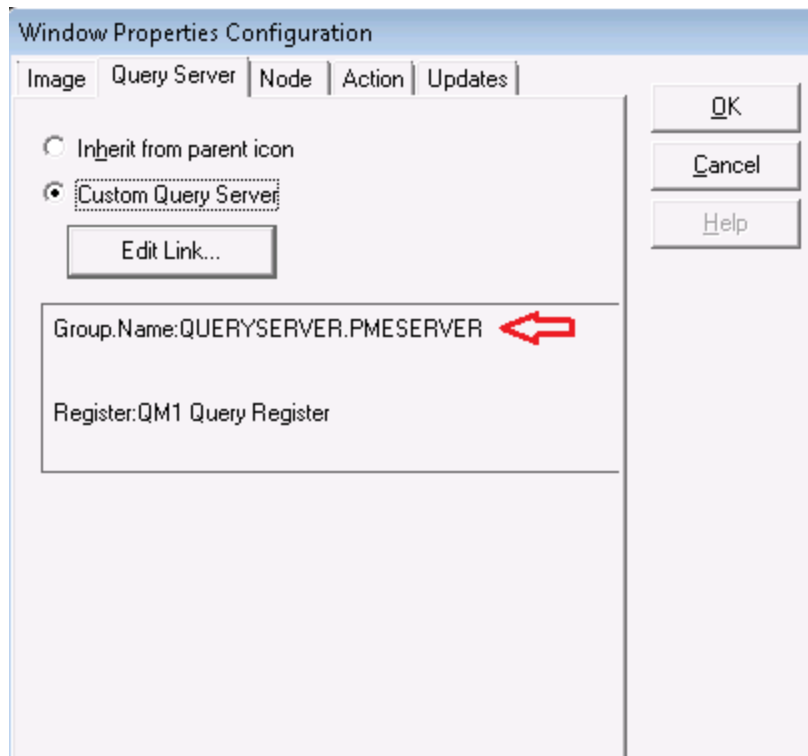 Window Properties Configuration
Image Query Server Node Action Updates
OK
Inherit from parent icon
Cancel
Custom Query Server
Help
Edit Link...
Group.Name:QUERYSERVER.PMESERVER
Register:QM1 Query Register